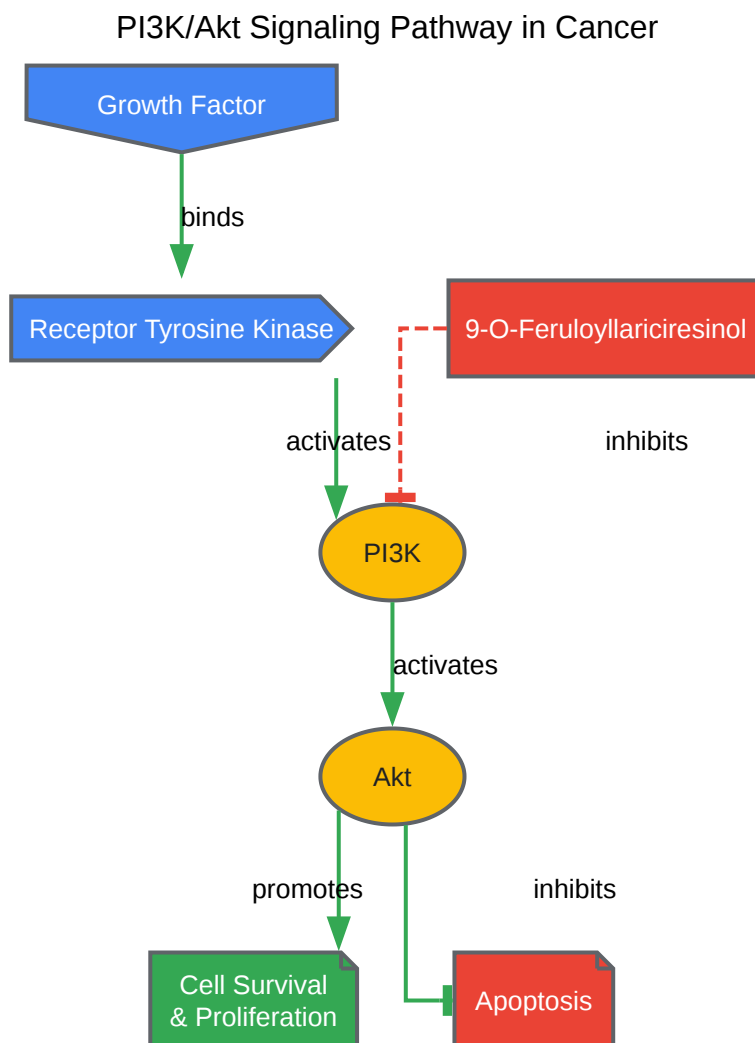 PI3K/Akt Signaling Pathway in Cancer
Growth Factor
binds
Receptor Tyrosine Kinase
9-O-Feruloyllariciresinol
activates
inhibits
PI3K
activates
Akt
promotes
inhibits
Cell Survival
& Proliferation
Apoptosis